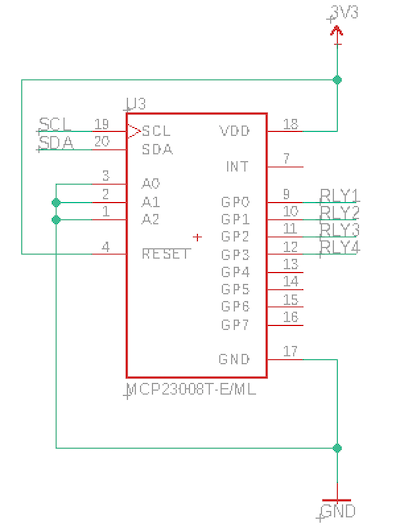 3V3
U3
SCL 19 SCL VDD 18
SDA 20 SDA
INT 7
3 A0
2 A1 GP0 9 RLY1
1 A2 GP1 10 RLY2
GP2 11 RLY3
4 RESET GP3 12 RLY4
GP4 13
GP5 14
GP6 15
GP7 16
GND 17
MCP23008T-E/ML
GND